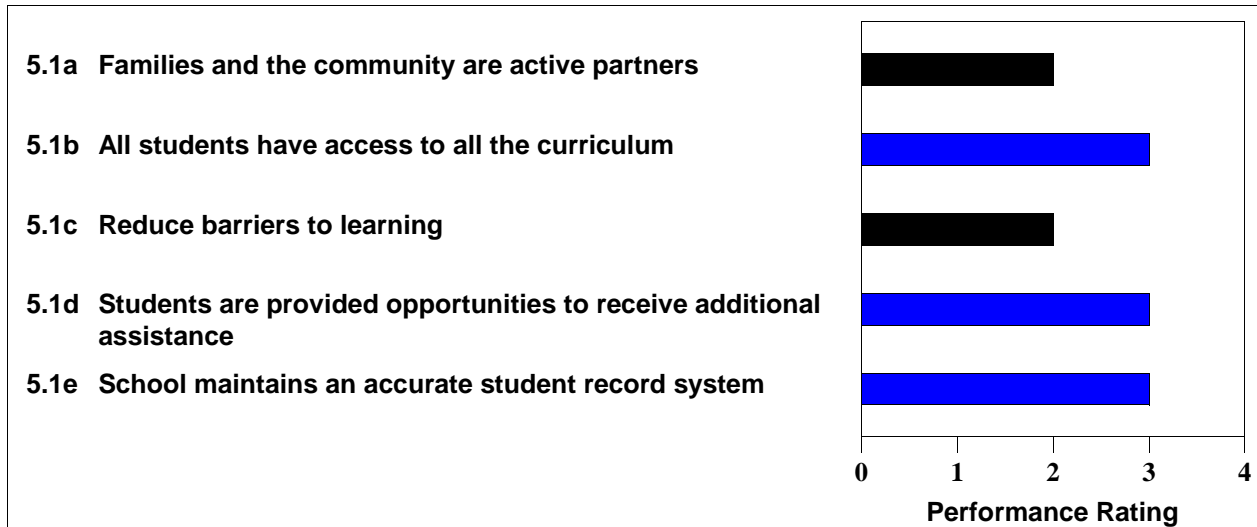 5.1a Families and the community are active partners
5.1b All students have access to all the curriculum
5.1c Reduce barriers to learning
5.1d Students are provided opportunities to receive additional
assistance
5.1e School maintains an accurate student record system
0 1 2 3 4
Performance Rating